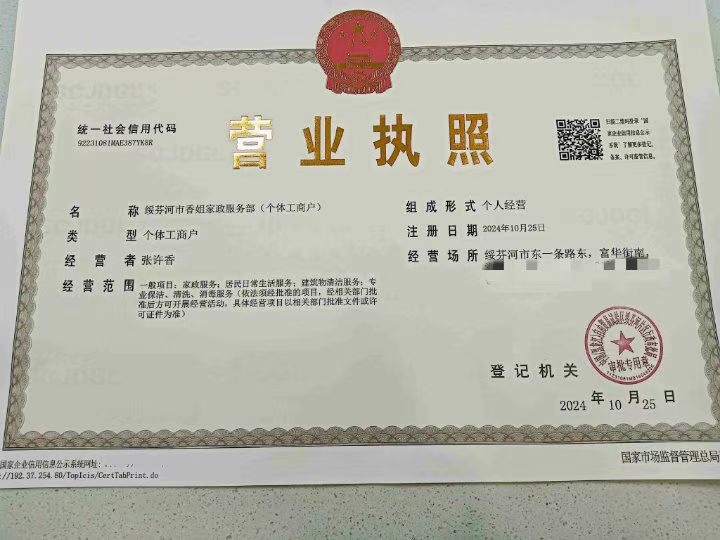 统一社会信用代码
92231081MAE387YK8R
营业执照
扫描二维码登录“国
家企业信用信息公示
系统”了解更多登记、
备案、许可监管信息。
名称 绥芬河市香姐家政服务部（个体工商户）
类型 个体工商户
经营者 张许香
经营范围 一般项目：家政服务；居民日常生活服务；建筑物清洁服务；专
业保洁、清洗、消毒服务（依法须经批准的项目，经相关部门批
准后方可开展经营活动，具体经营项目以相关部门批准文件或许
可证件为准）
组成形式 个人经营
注册日期 2024年10月25日
经营场所 绥芬河市东一条路东，富华街南，
登记机关
审批专用章
2024 年 10 月 25 日
国家企业信用信息公示系统网址：
://192.37.254.80/TopIcis/CertTabPrint.do
国家市场监督管理总局